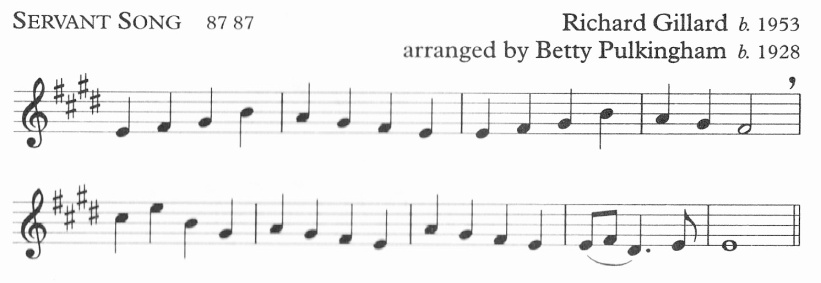 SERVANT SONG 87 87
Richard Gillard b. 1953
arranged by Betty Pulkingham b. 1928